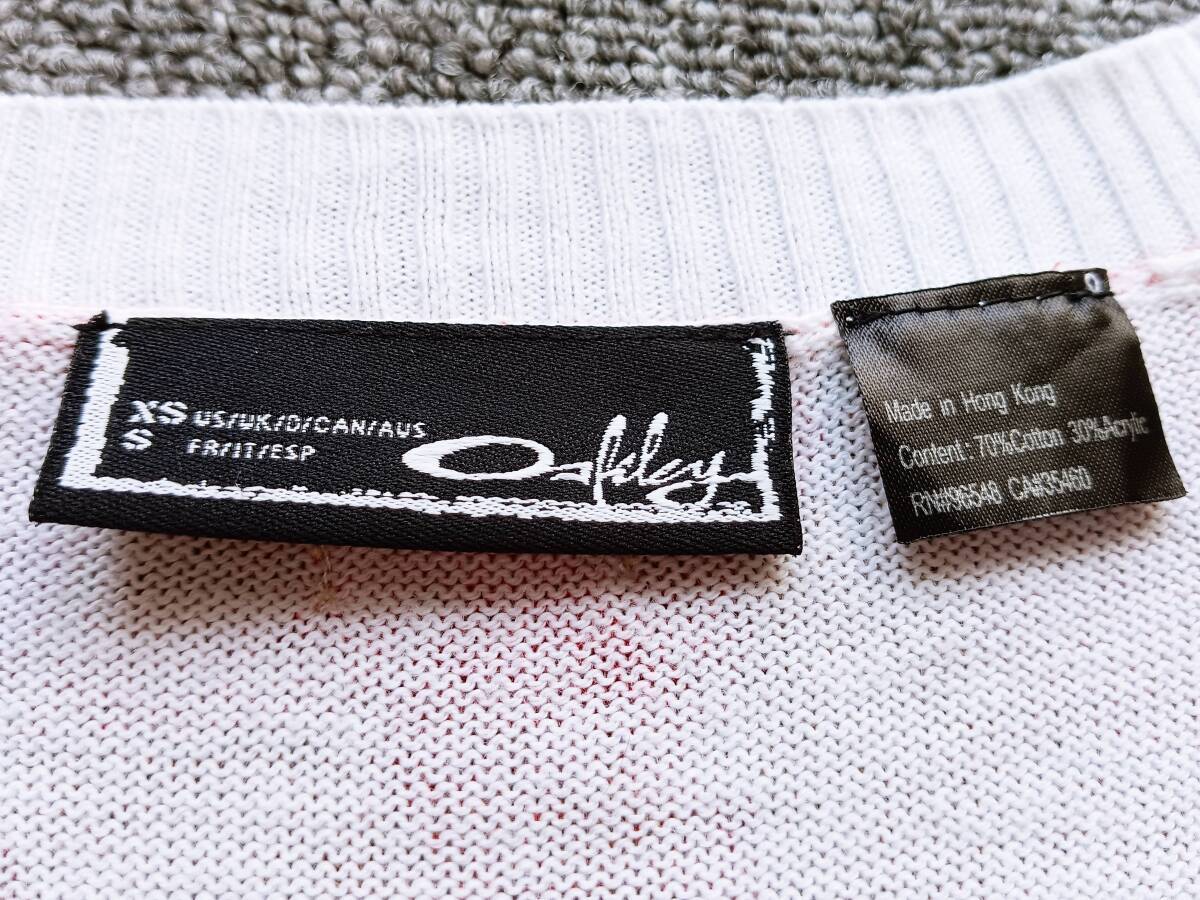 XS US/UK/D/CAN/AUS
S FR/IT/ESP
Oakley
Made in Hong Kong
Content: 70%Cotton 30%Acrylic
RN#96548 CA#35460